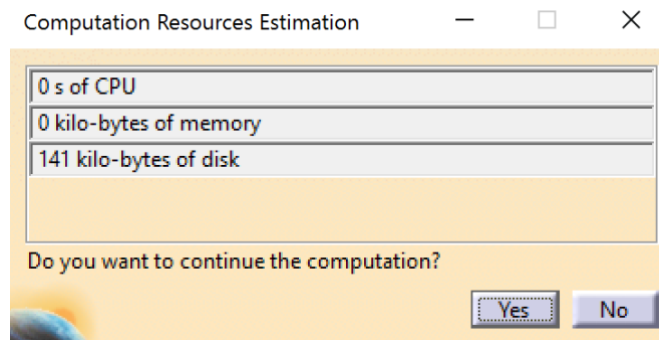 Computation Resources Estimation
0 s of CPU
0 kilo-bytes of memory
141 kilo-bytes of disk
Do you want to continue the computation?
Yes No